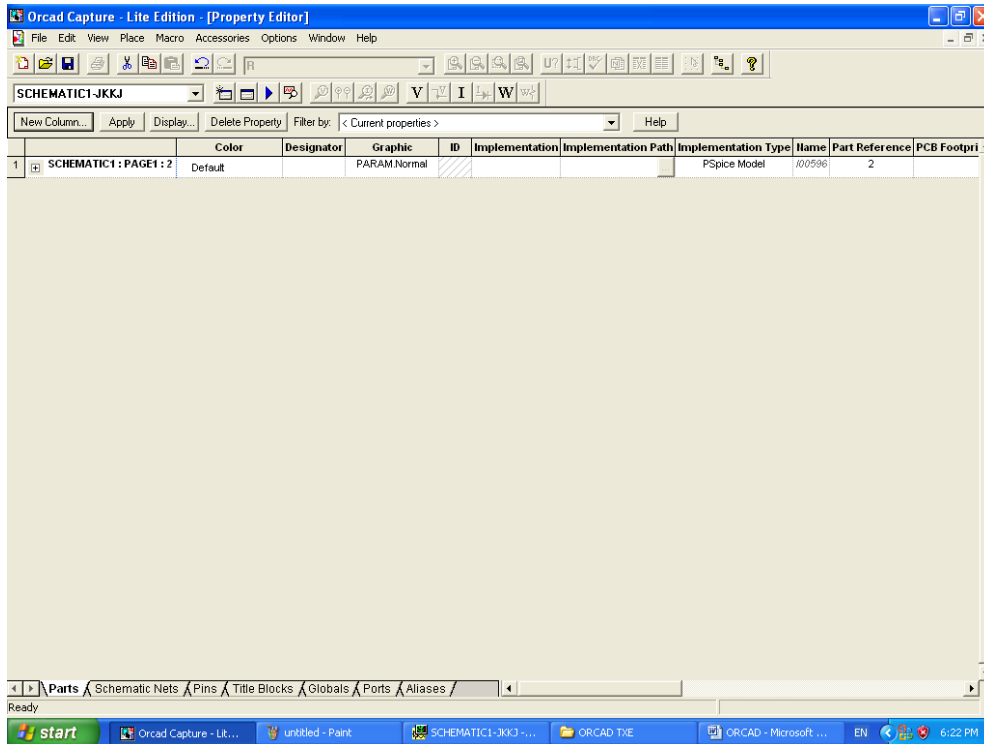 Orcad Capture - Lite Edition - [Property Editor]
File Edit View Place Macro Accessories Options Window Help
R U?
SCHEMATIC1-JKKJ V V I I W W
New Column... Apply Display... Delete Property Filter by: < Current properties > Help
Color Designator Graphic ID Implementation Implementation Path Implementation Type Name Part Reference PCB Footpri
1 SCHEMATIC1 : PAGE1 : 2 Default PARAM.Normal PSpice Model I00596 2
Parts Schematic Nets Pins Title Blocks Globals Ports Aliases
Ready
start Orcad Capture - Lit... untitled - Paint SCHEMATIC1-JKKJ -... ORCAD TXE ORCAD - Microsoft ... EN 6:22 PM